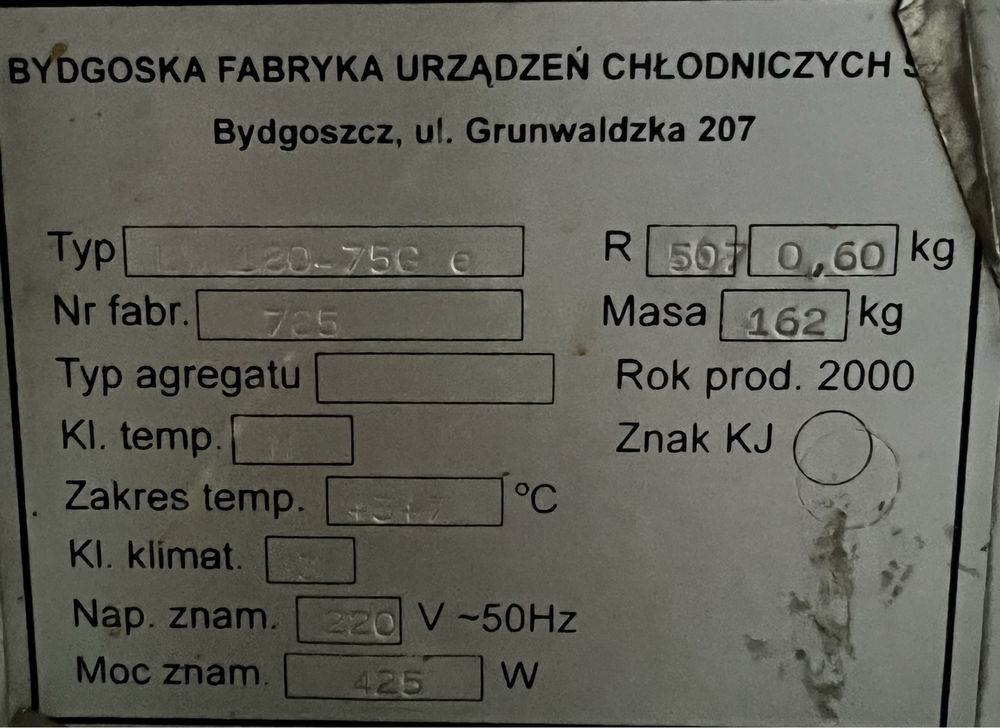 BYDGOSKA FABRYKA URZĄDZEŃ CHŁODNICZYCH
Bydgoszcz, ul. Grunwaldzka 207
Typ R 507 0,60 kg
Nr fabr. Masa 162 kg
Typ agregatu Rok prod. 2000
Kl. temp. Znak KJ
Zakres temp. °C
Kl. klimat.
Nap. znam. 220 V ~50Hz
Moc znam. 425 W